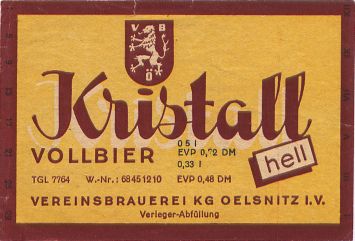 V B
Ö
Kristall
VOLLBIER
hell
0 5 l
EVP 0,72 DM
0,33 l
TGL 7764 W.-Nr.: 68451210 EVP 0,48 DM
VEREINSBRAUEREI KG OELSNITZ I.V.
Verleger-Abfüllung